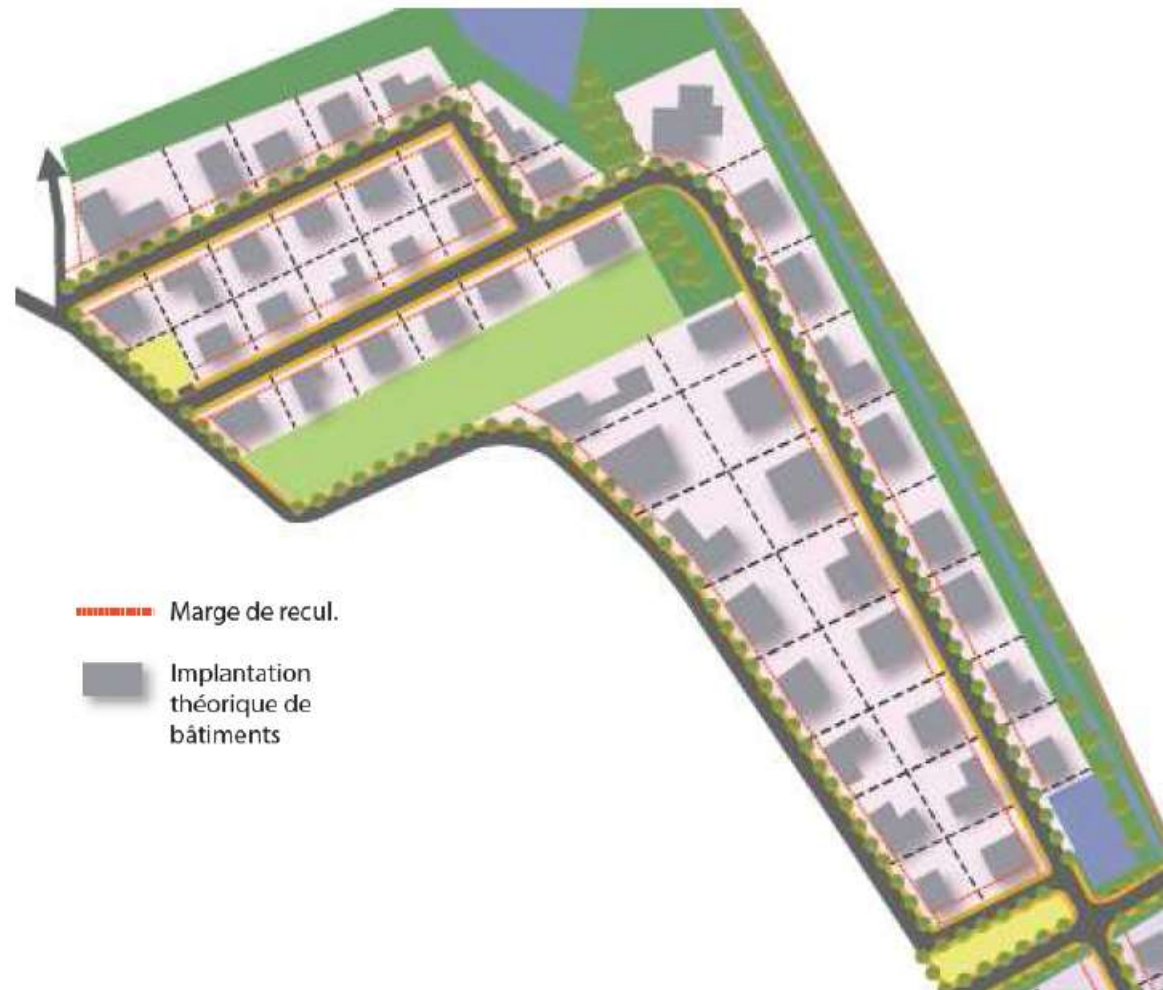 Marge de recul.
Implantation
théorique de
bâtiments